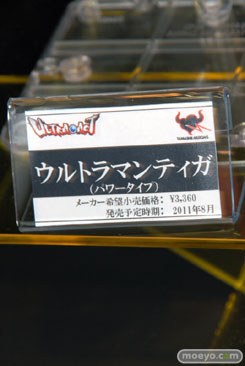 ULTRA-ACT
TAMASHII NATIONS
ウルトラマンティガ
(パワータイプ)
メーカー希望小売価格: ¥3,360
発売予定時期: 2011年8月
moeyo.com